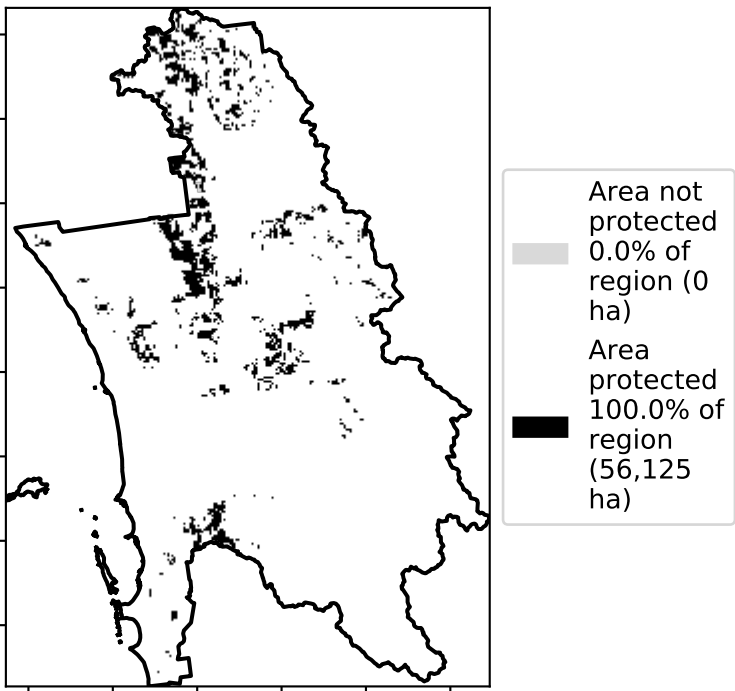 Area not
protected
0.0% of
region (0
ha)
Area
protected
100.0% of
region
(56,125
ha)